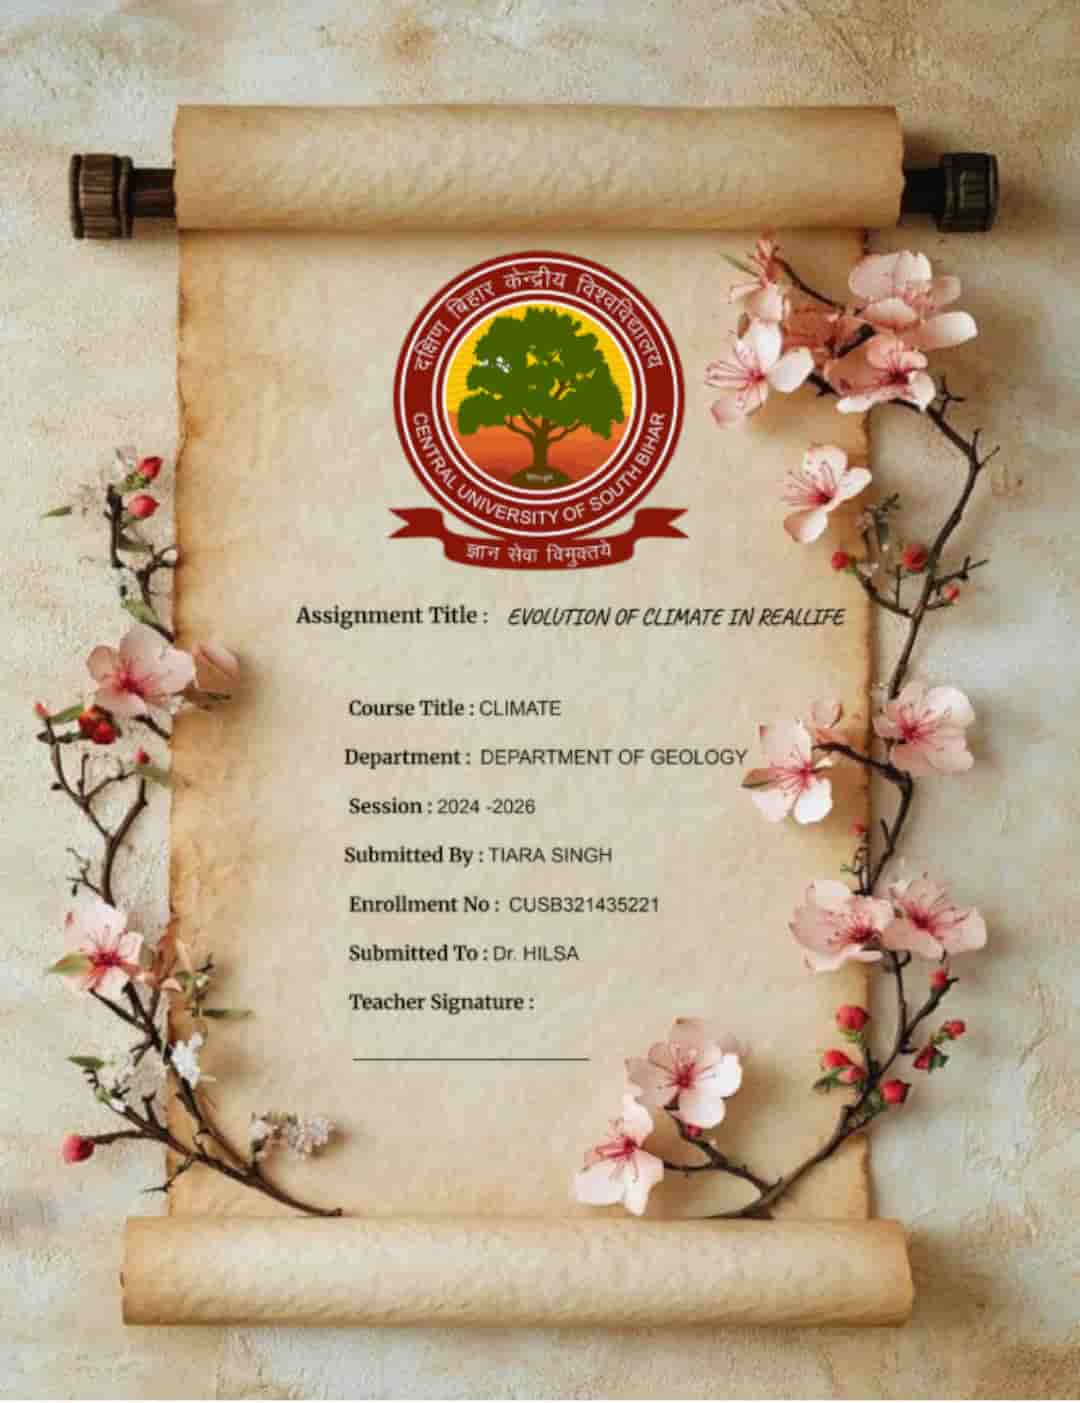 दक्षिण बिहार केन्द्रीय विश्वविद्यालय
CENTRAL UNIVERSITY OF SOUTH BIHAR
ज्ञान सेवा विमुक्तये
Assignment Title : EVOLUTION OF CLIMATE IN REALLIFE
Course Title : CLIMATE
Department : DEPARTMENT OF GEOLOGY
Session : 2024 -2026
Submitted By : TIARA SINGH
Enrollment No : CUSB321435221
Submitted To : Dr. HILSA
Teacher Signature :